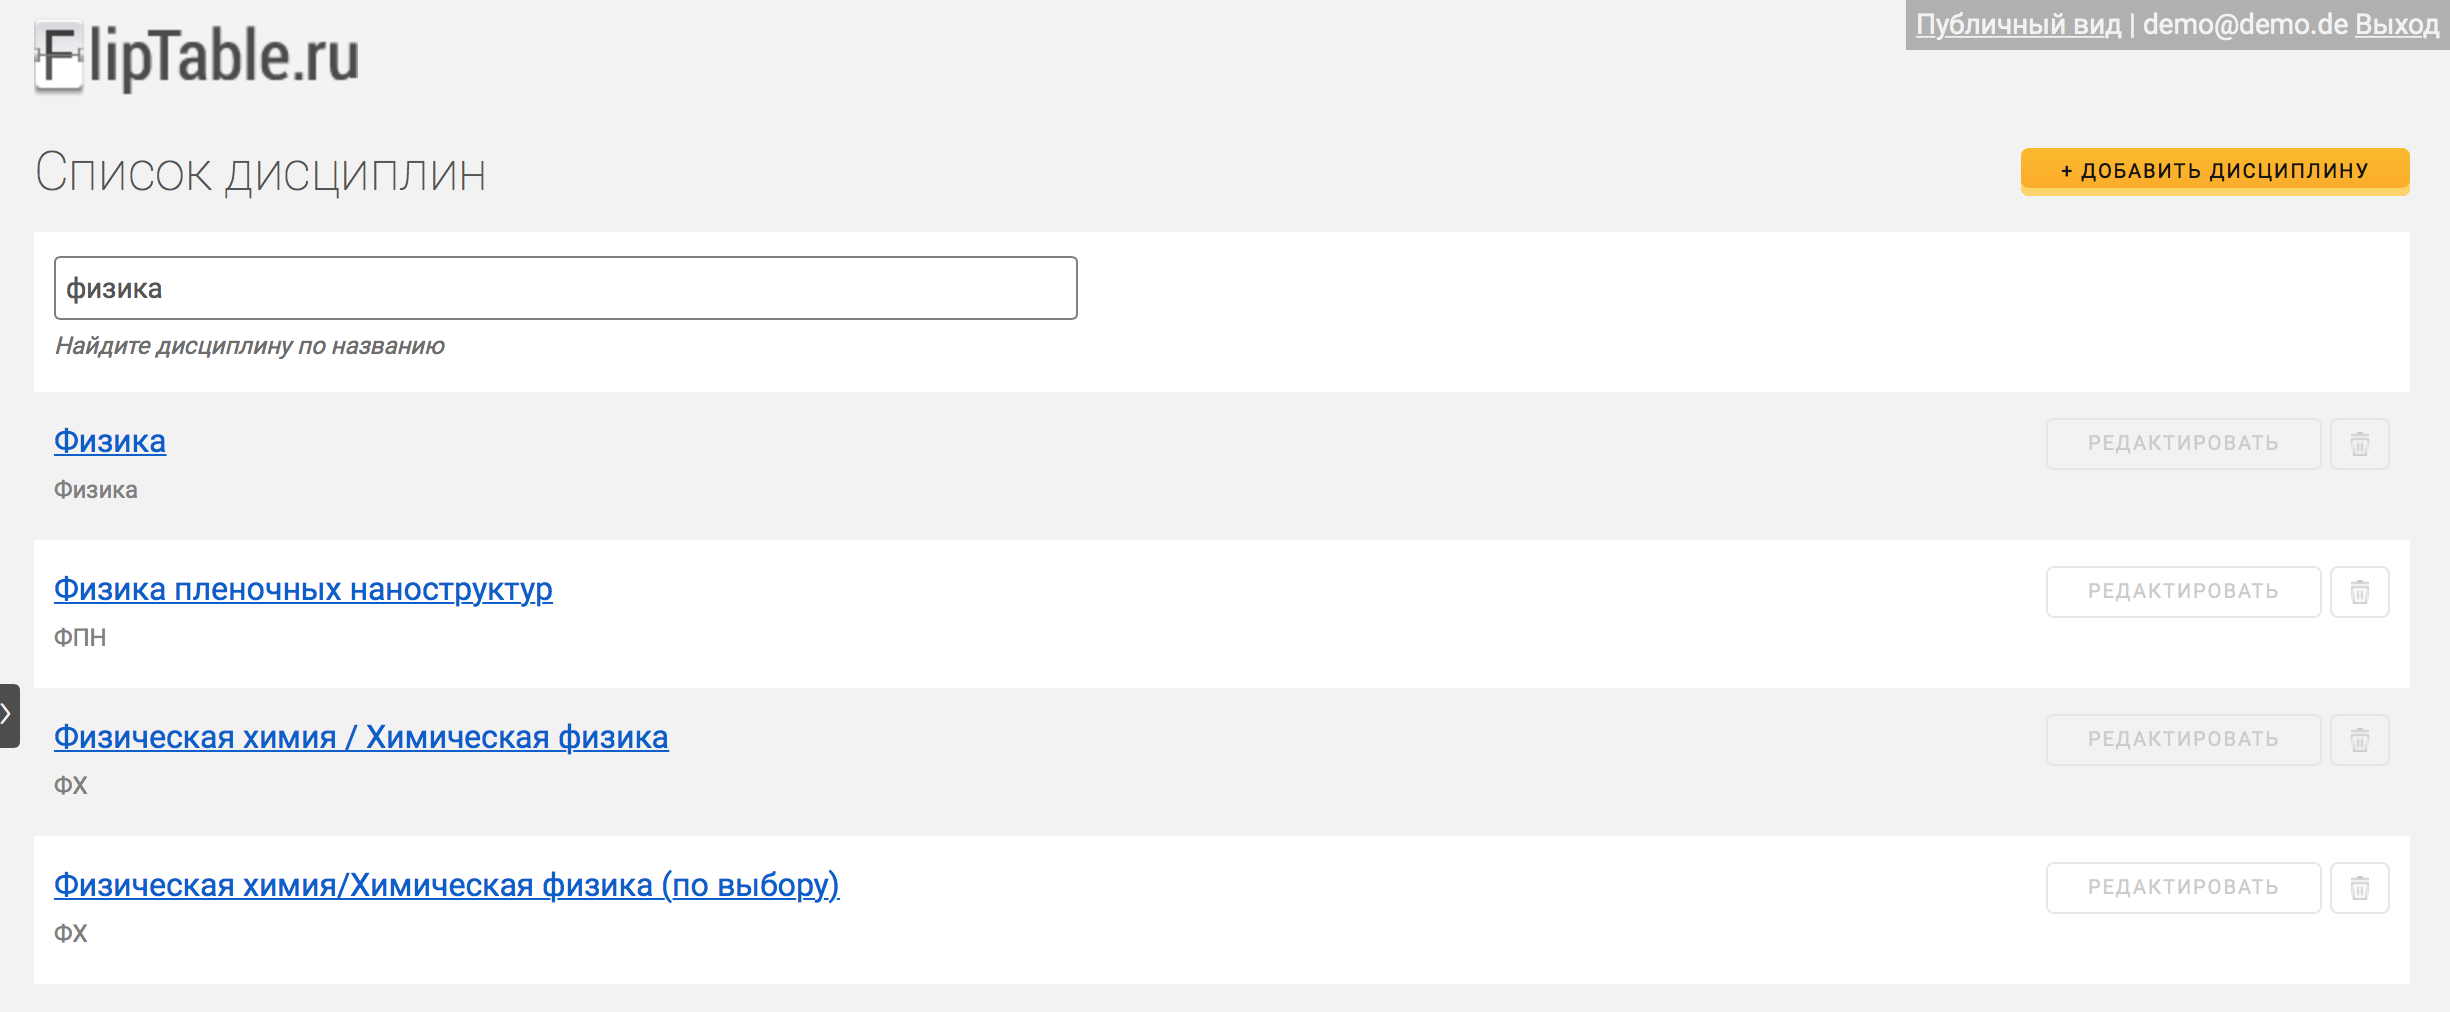 FlipTable.ru
Публичный вид | demo@demo.de Выход
Список дисциплин
+ ДОБАВИТЬ ДИСЦИПЛИНУ
физика
Найдите дисциплину по названию
Физика
РЕДАКТИРОВАТЬ
Физика
Физика пленочных наноструктур
РЕДАКТИРОВАТЬ
ФПН
Физическая химия / Химическая физика
РЕДАКТИРОВАТЬ
ФХ
Физическая химия/Химическая физика (по выбору)
РЕДАКТИРОВАТЬ
ФХ